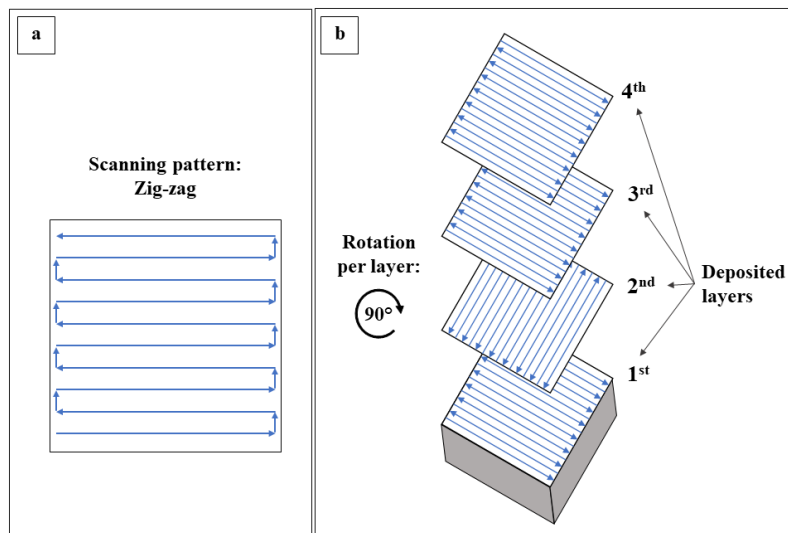 a
Scanning pattern:
Zig-zag
b
4th
3rd
Rotation
per layer:
90°
2nd
Deposited
layers
1st